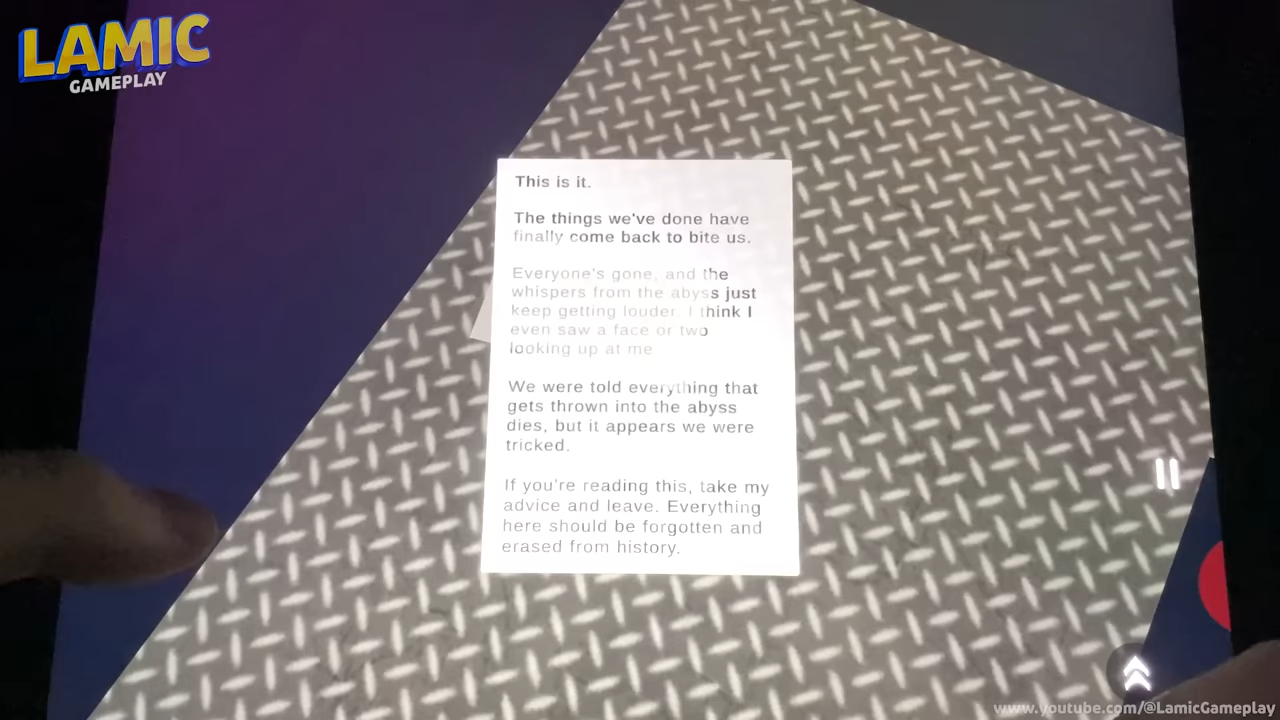 LAMIC
GAMEPLAY
This is it.
The things we've done have
finally come back to bite us.
Everyone's gone, and the
whispers from the abyss just
keep getting louder. I think I
even saw a face or two
looking up at me
We were told everything that
gets thrown into the abyss
dies, but it appears we were
tricked.
If you're reading this, take my
advice and leave. Everything
here should be forgotten and
erased from history.
www.youtube.com/@LamicGameplay